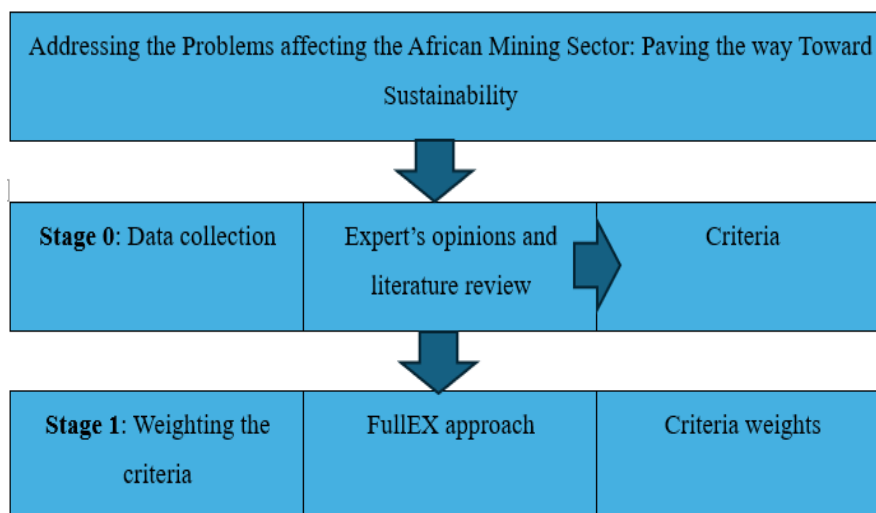 Addressing the Problems affecting the African Mining Sector: Paving the way Toward
Sustainability
Stage 0: Data collection
Expert's opinions and
literature review
Criteria
Stage 1: Weighting the
criteria
FullEX approach
Criteria weights